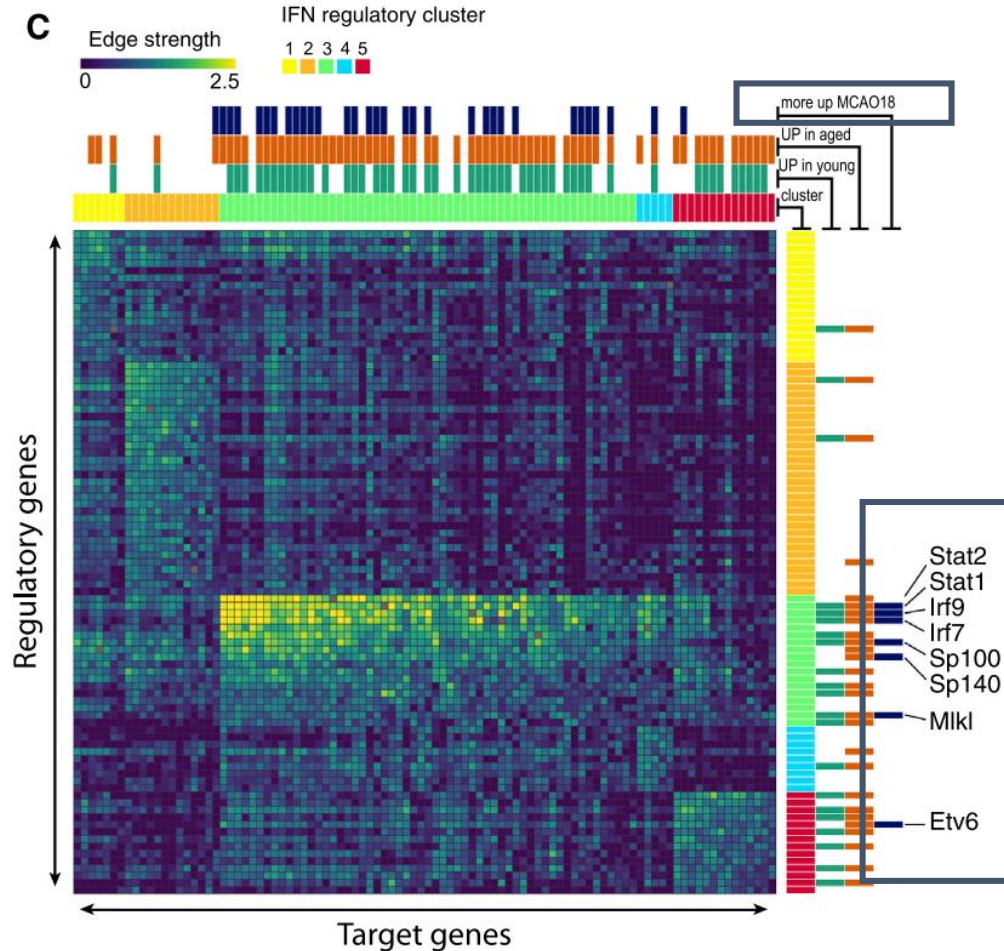 C
Edge strength
0 2.5
IFN regulatory cluster
1 2 3 4 5
more up MCAO18
UP in aged
UP in young
cluster
Regulatory genes
Stat2
Stat1
Irf9
Irf7
Sp100
Sp140
Mlkl
Etv6
Target genes